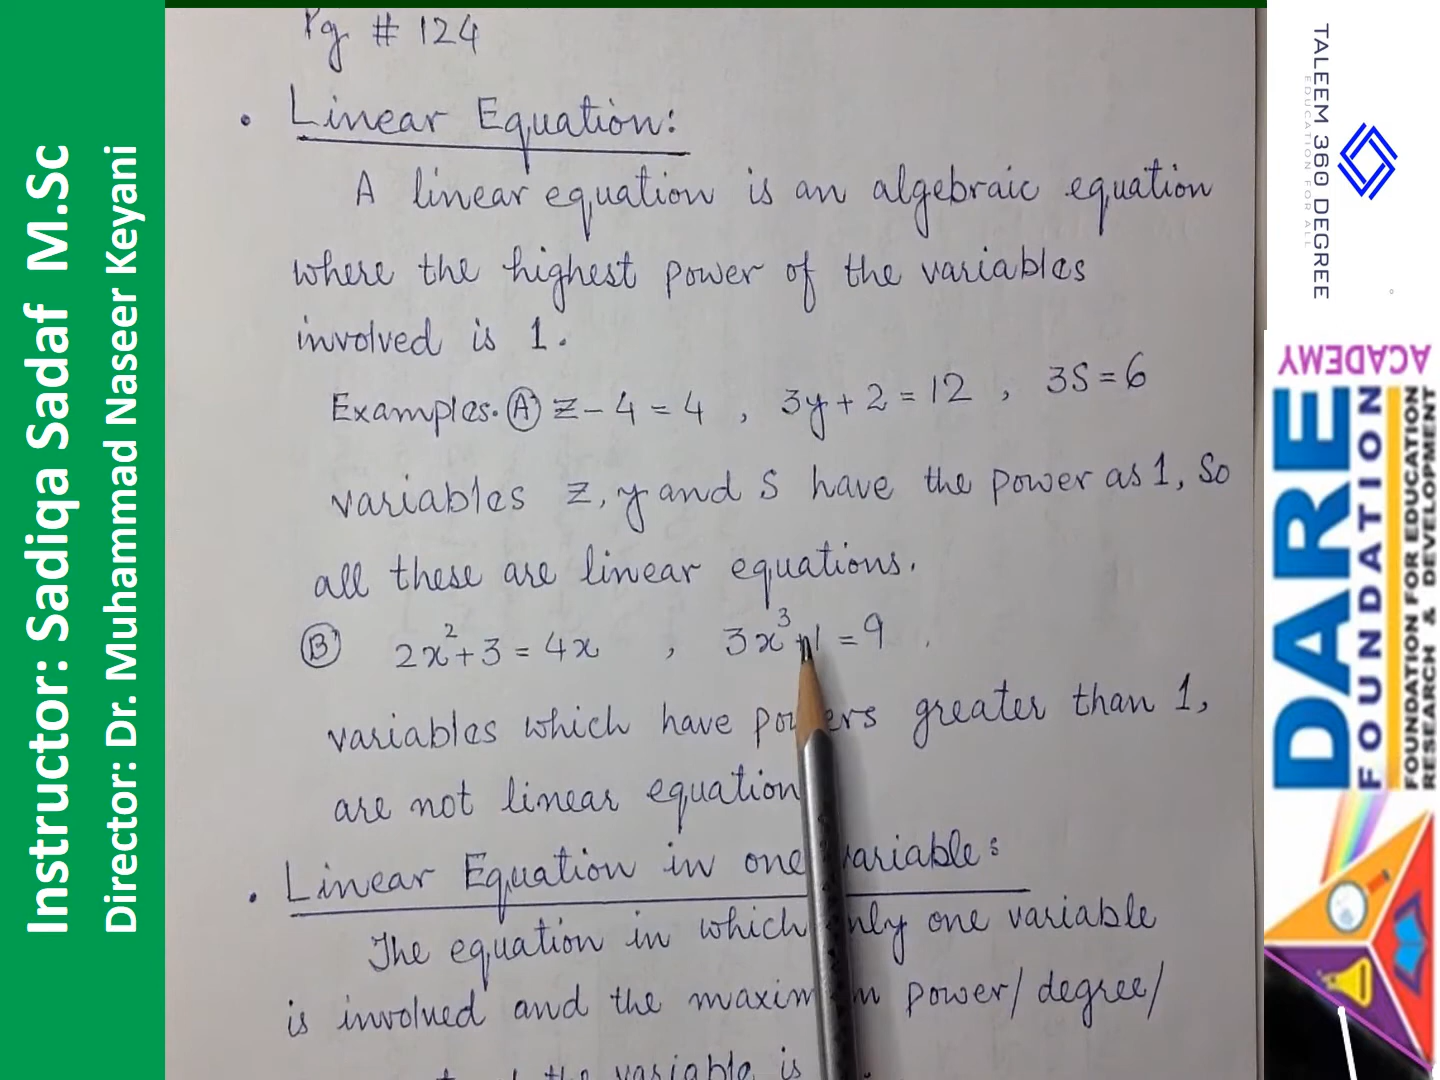 Instructor: Sadiqa Sadaf M.Sc
Director: Dr. Muhammad Naseer Keyani
Pg # 124
• Linear Equation:
A linear equation is an algebraic equation
where the highest power of the variables
involved is 1.
Examples. Ⓐ z - 4 = 4 , 3y + 2 = 12 , 3S = 6
variables z, y and S have the power as 1, So
all these are linear equations.
Ⓑ 2x²+3 = 4x , 3x³+1 = 9
variables which have powers greater than 1,
are not linear equation
• Linear Equation in one variable:
The equation in which only one variable
is involved and the maximum power/degree/
the variable is
TALEEM 360 DEGREE
EDUCATION FOR ALL
ACADEMY
DARE
FOUNDATION
FOUNDATION FOR EDUCATION
RESEARCH & DEVELOPMENT